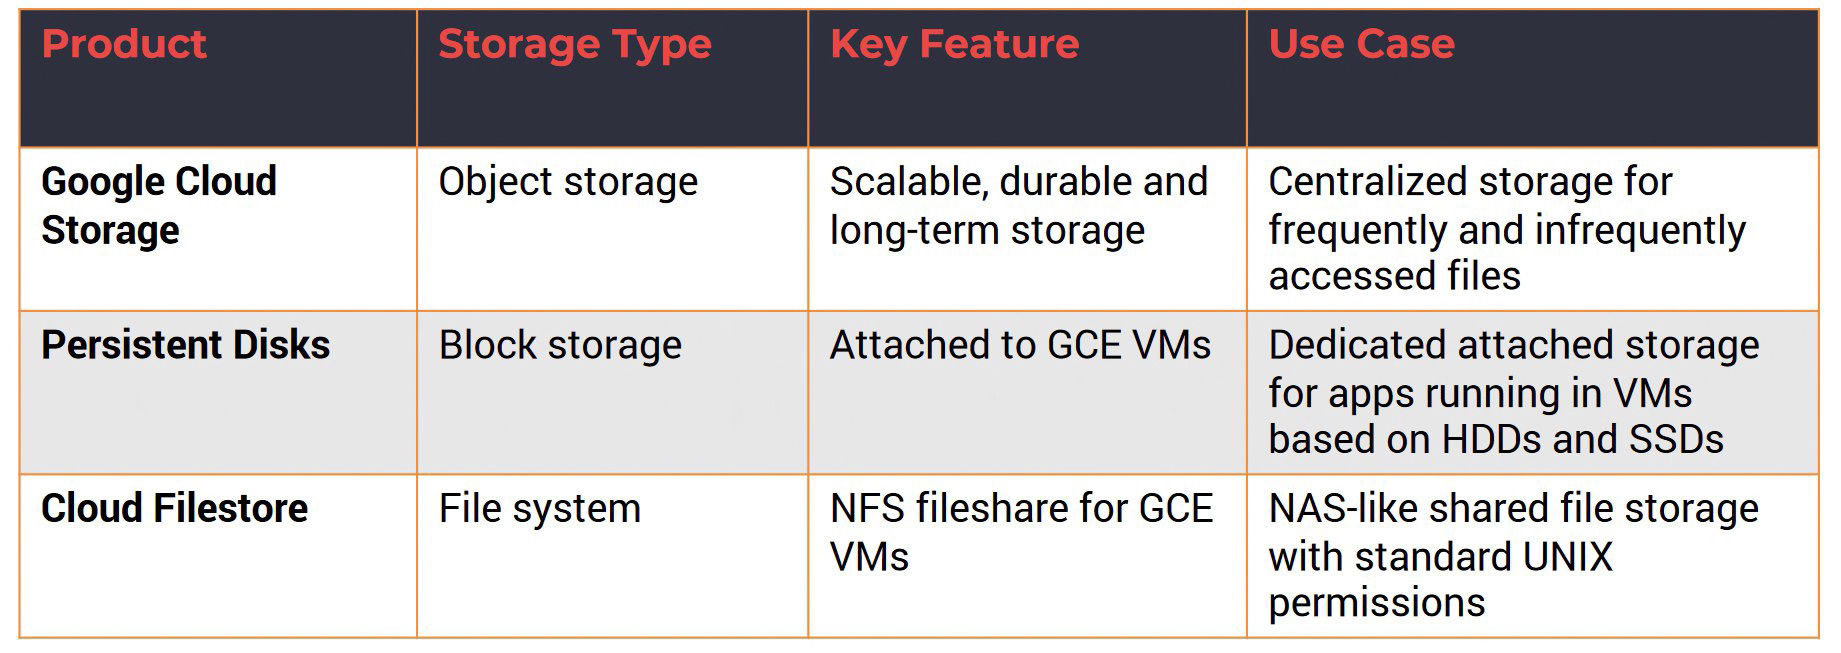 Product
Storage Type
Key Feature
Use Case
Google Cloud
Storage
Object storage
Scalable, durable and
long-term storage
Centralized storage for
frequently and infrequently
accessed files
Persistent Disks
Block storage
Attached to GCE VMs
Dedicated attached storage
for apps running in VMs
based on HDDs and SSDs
Cloud Filestore
File system
NFS fileshare for GCE
VMs
NAS-like shared file storage
with standard UNIX
permissions